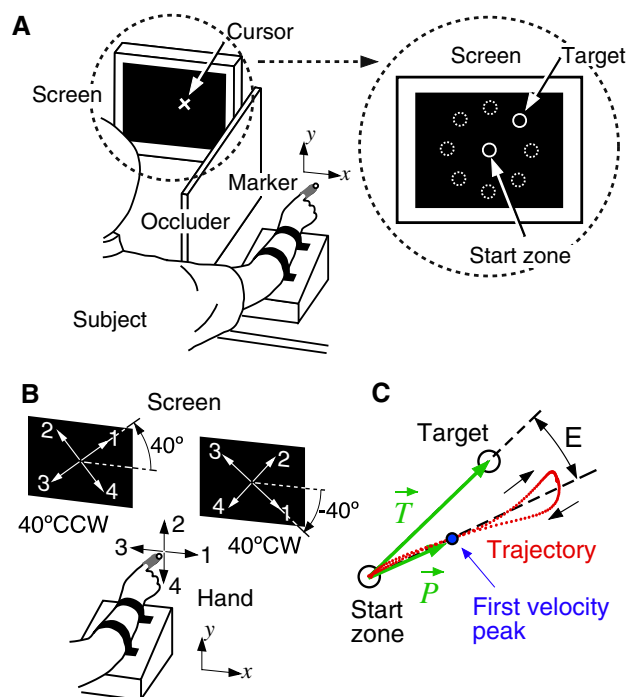 A
Cursor
Screen
Screen
Target
y
x
Marker
Occluder
Start zone
Subject
B
Screen
2
1
3
4
40º
40ºCCW
3
2
4
1
-40º
40ºCW
2
3
1
4
Hand
y
x
C
Target
E
T
P
Trajectory
Start
zone
First velocity
peak